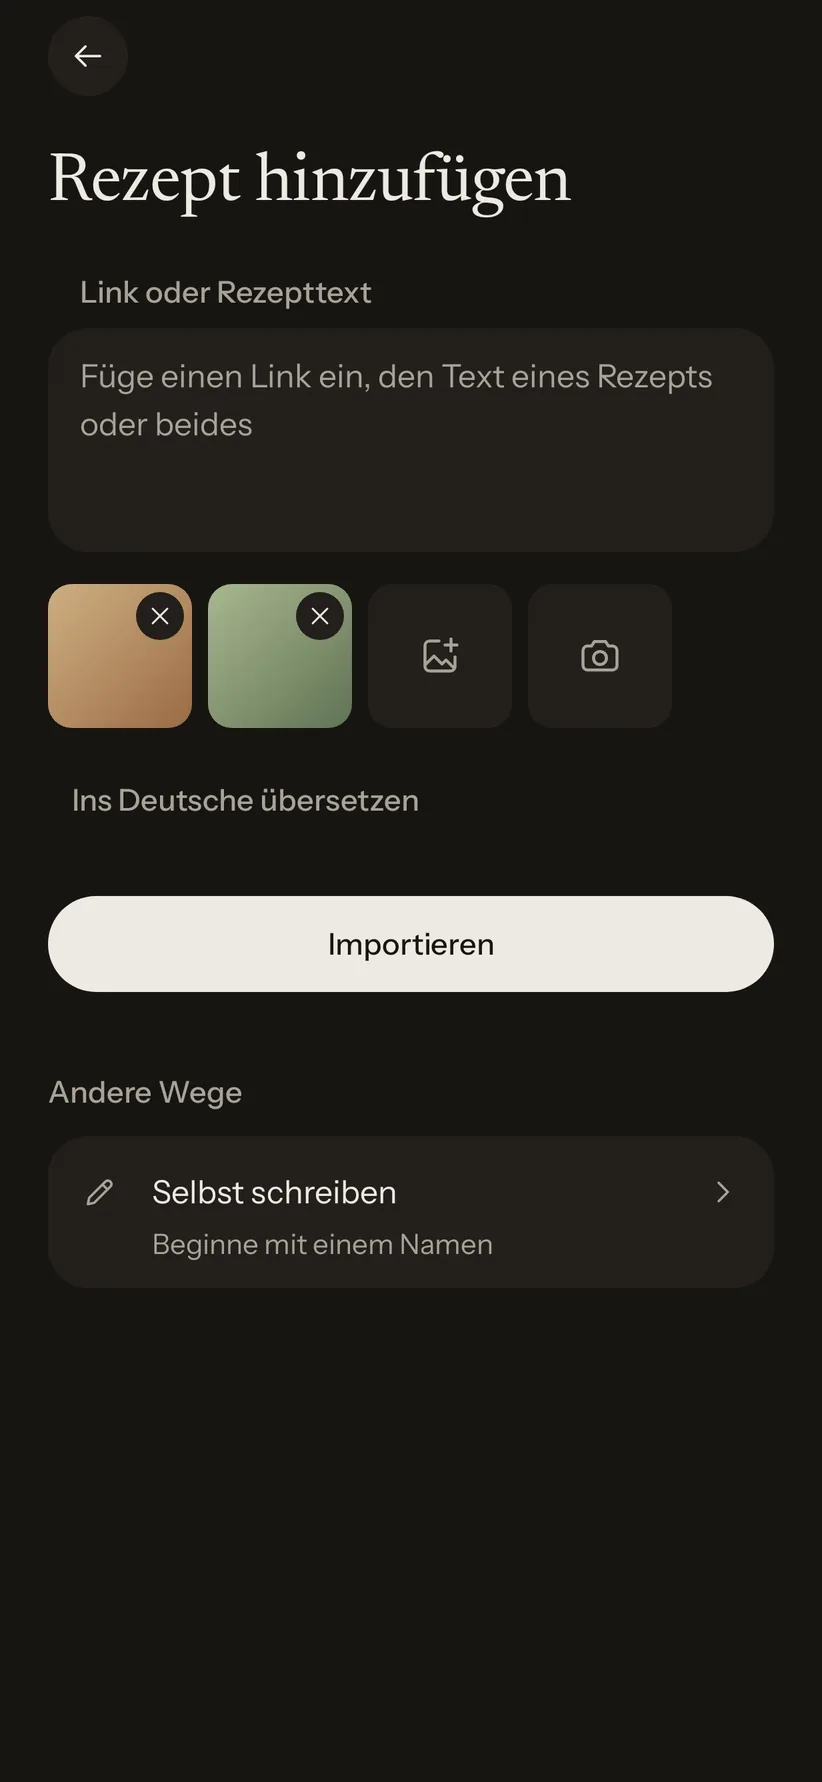 Rezept hinzufügen
Link oder Rezepttext
Füge einen Link ein, den Text eines Rezepts
oder beides
Ins Deutsche übersetzen
Importieren
Andere Wege
Selbst schreiben
Beginne mit einem Namen